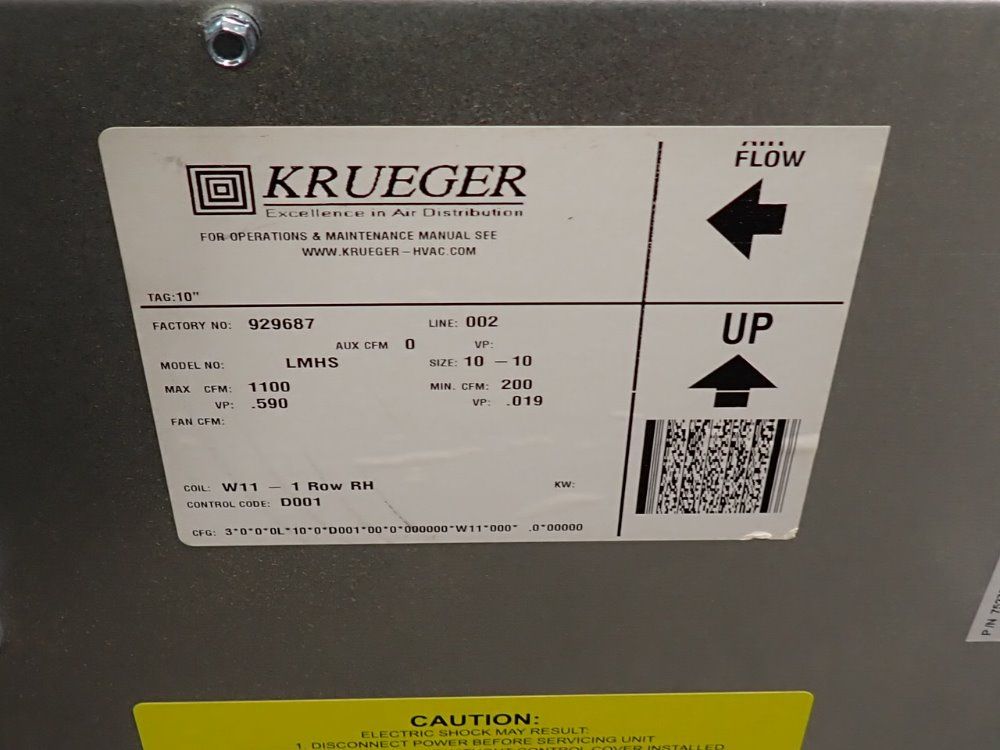 KRUEGER
Excellence in Air Distribution
FOR OPERATIONS & MAINTENANCE MANUAL SEE
WWW.KRUEGER-HVAC.COM
AIR
FLOW
TAG:10"
UP
FACTORY NO: 929687 LINE: 002
AUX CFM 0 VP:
MODEL NO: LMHS SIZE: 10 - 10
MAX CFM: 1100 MIN. CFM: 200
VP: .590 VP: .019
FAN CFM:
COIL: W11 - 1 Row RH KW:
CONTROL CODE: D001
CFG: 3*0*0*0L*10*0*D001*00*0*000000*W11*000* .0*00000
P/N
CAUTION:
ELECTRIC SHOCK MAY RESULT:
1. DISCONNECT POWER BEFORE SERVICING UNIT
CONTROL COVER INSTALLED